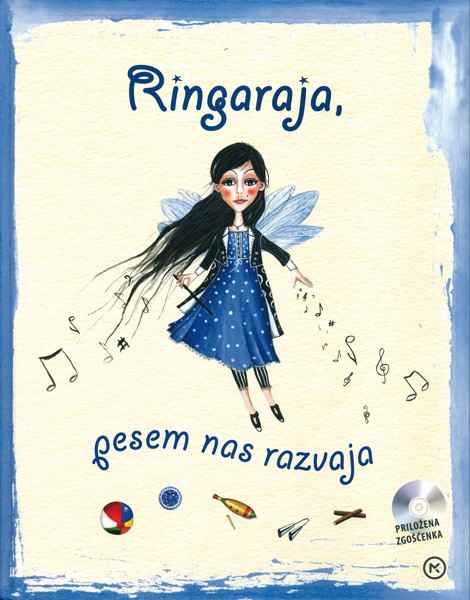 Ringaraja,
pesem nas razvaja
PRILOŽENA
ZGOŠČENKA